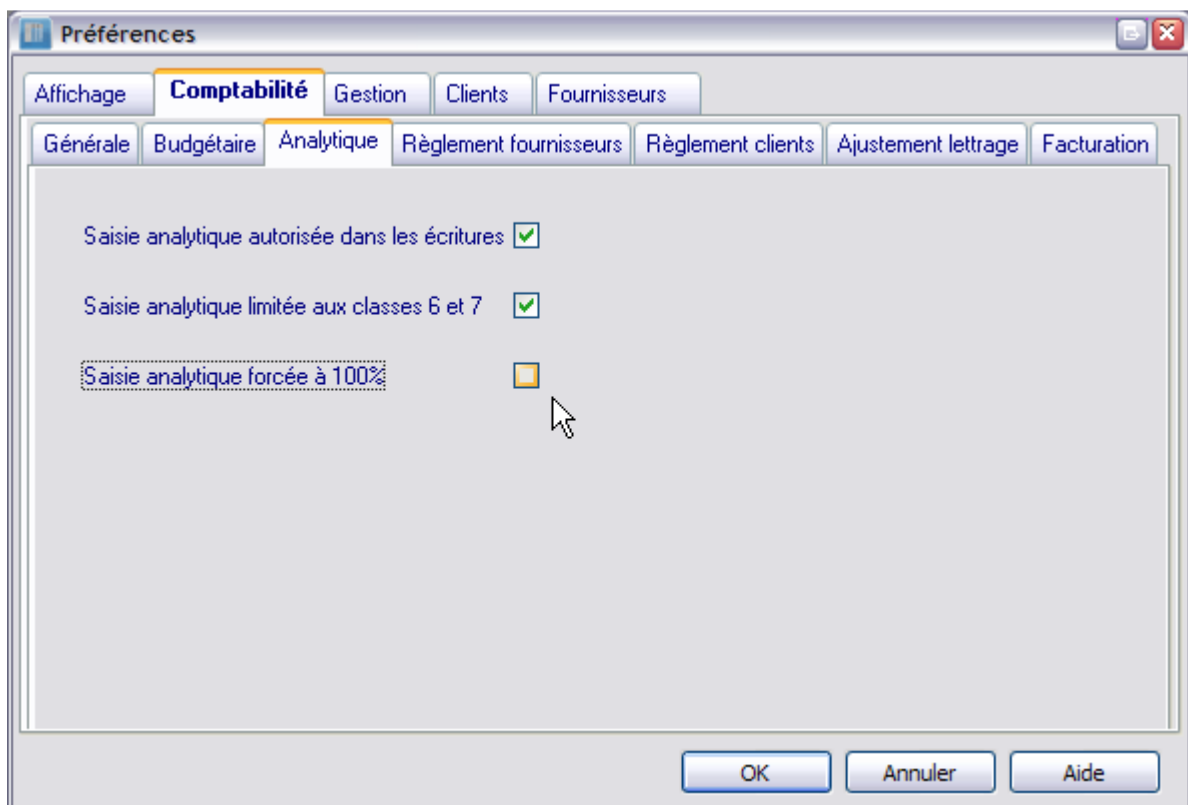 Préférences
Affichage Comptabilité Gestion Clients Fournisseurs
Générale Budgétaire Analytique Règlement fournisseurs Règlement clients Ajustement lettrage Facturation
Saisie analytique autorisée dans les écritures
Saisie analytique limitée aux classes 6 et 7
Saisie analytique forcée à 100%
OK Annuler Aide